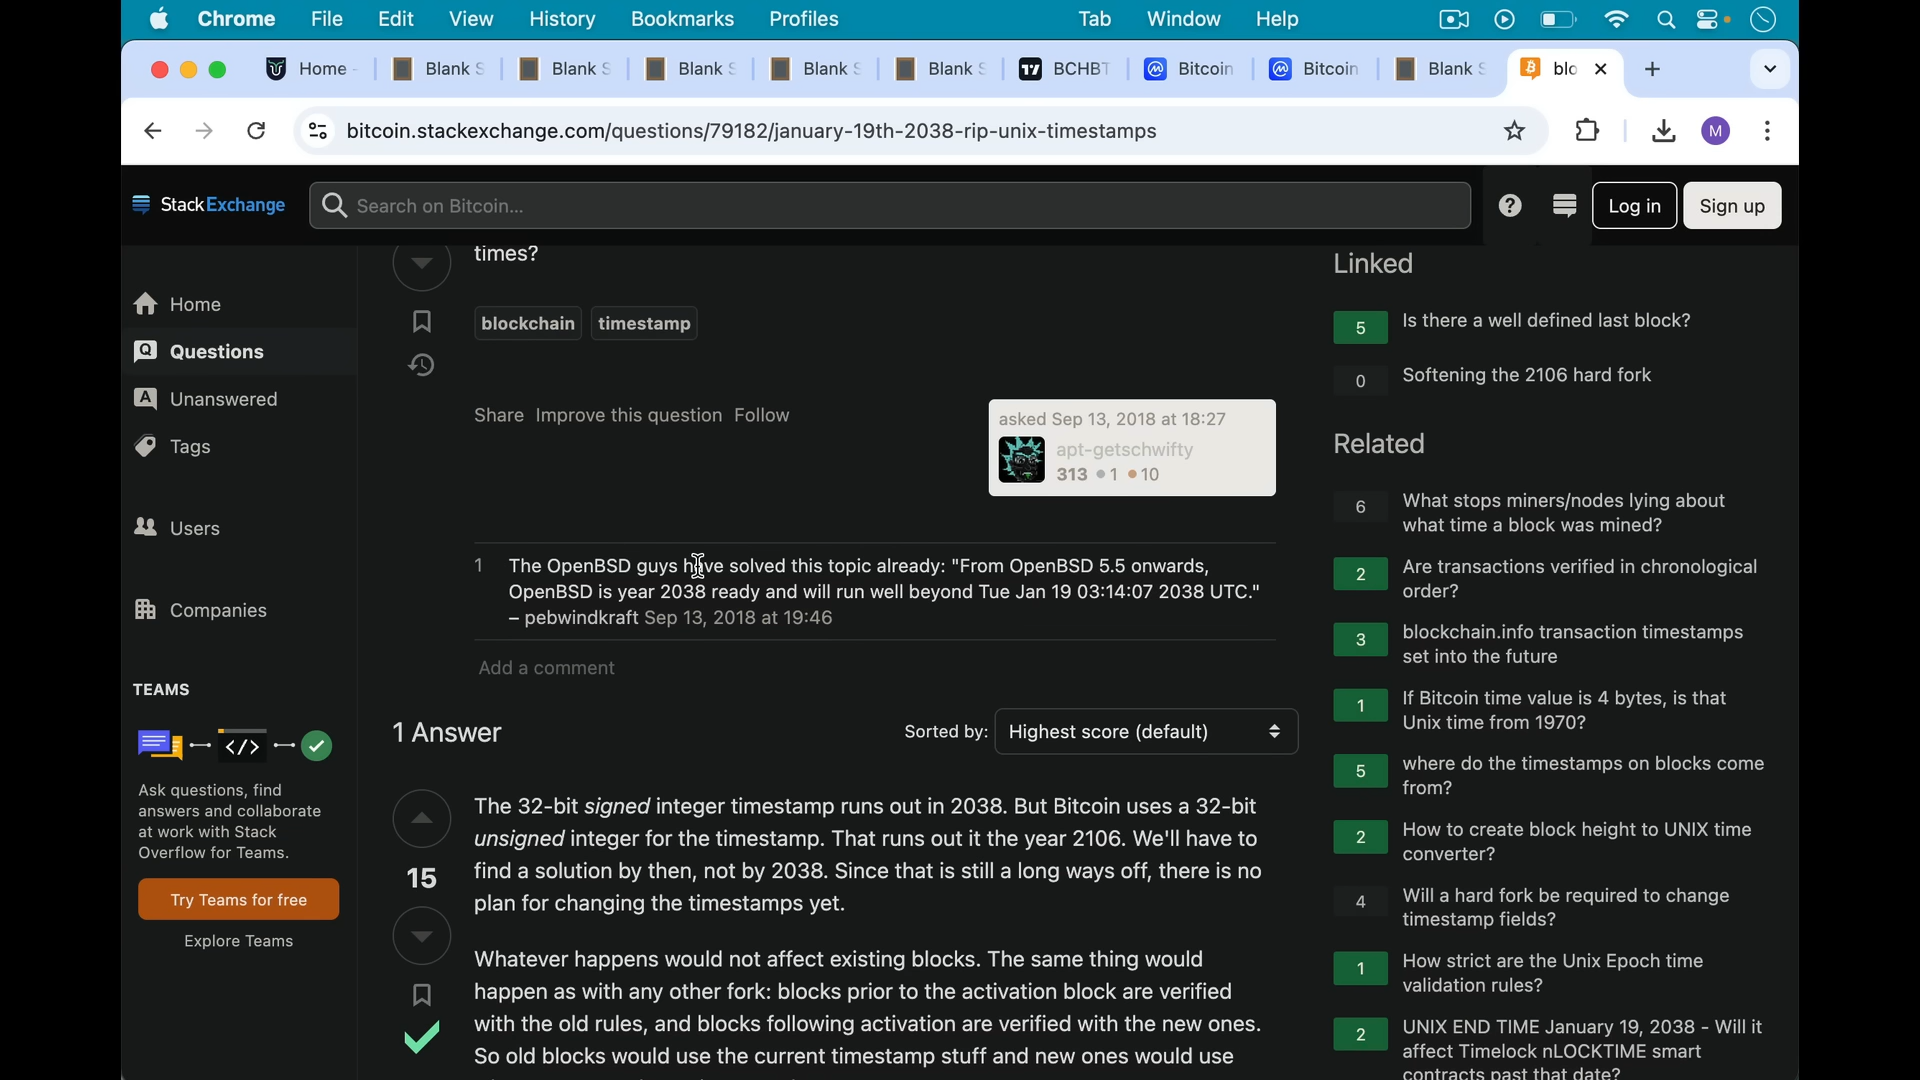 Chrome File Edit View History Bookmarks Profiles Tab Window Help
Home Blank S Blank S Blank S Blank S Blank S BCHBT Bitcoin Bitcoin Blank S blo
bitcoin.stackexchange.com/questions/79182/january-19th-2038-rip-unix-timestamps M
StackExchange Search on Bitcoin... Log in Sign up
Home
Questions
Unanswered
Tags
Users
Companies
TEAMS
Ask questions, find
answers and collaborate
at work with Stack
Overflow for Teams.
Try Teams for free
Explore Teams
times?
blockchain timestamp
Share Improve this question Follow
asked Sep 13, 2018 at 18:27
apt-getschwifty
313 1 10
1 The OpenBSD guys have solved this topic already: "From OpenBSD 5.5 onwards,
OpenBSD is year 2038 ready and will run well beyond Tue Jan 19 03:14:07 2038 UTC."
– pebwindkraft Sep 13, 2018 at 19:46
Add a comment
1 Answer
Sorted by: Highest score (default)
15
The 32-bit signed integer timestamp runs out in 2038. But Bitcoin uses a 32-bit
unsigned integer for the timestamp. That runs out it the year 2106. We'll have to
find a solution by then, not by 2038. Since that is still a long ways off, there is no
plan for changing the timestamps yet.
Whatever happens would not affect existing blocks. The same thing would
happen as with any other fork: blocks prior to the activation block are verified
with the old rules, and blocks following activation are verified with the new ones.
So old blocks would use the current timestamp stuff and new ones would use
Linked
5 Is there a well defined last block?
0 Softening the 2106 hard fork
Related
6 What stops miners/nodes lying about
what time a block was mined?
2 Are transactions verified in chronological
order?
3 blockchain.info transaction timestamps
set into the future
1 If Bitcoin time value is 4 bytes, is that
Unix time from 1970?
5 where do the timestamps on blocks come
from?
2 How to create block height to UNIX time
converter?
4 Will a hard fork be required to change
timestamp fields?
1 How strict are the Unix Epoch time
validation rules?
2 UNIX END TIME January 19, 2038 - Will it
affect Timelock nLOCKTIME smart
contracts past that date?